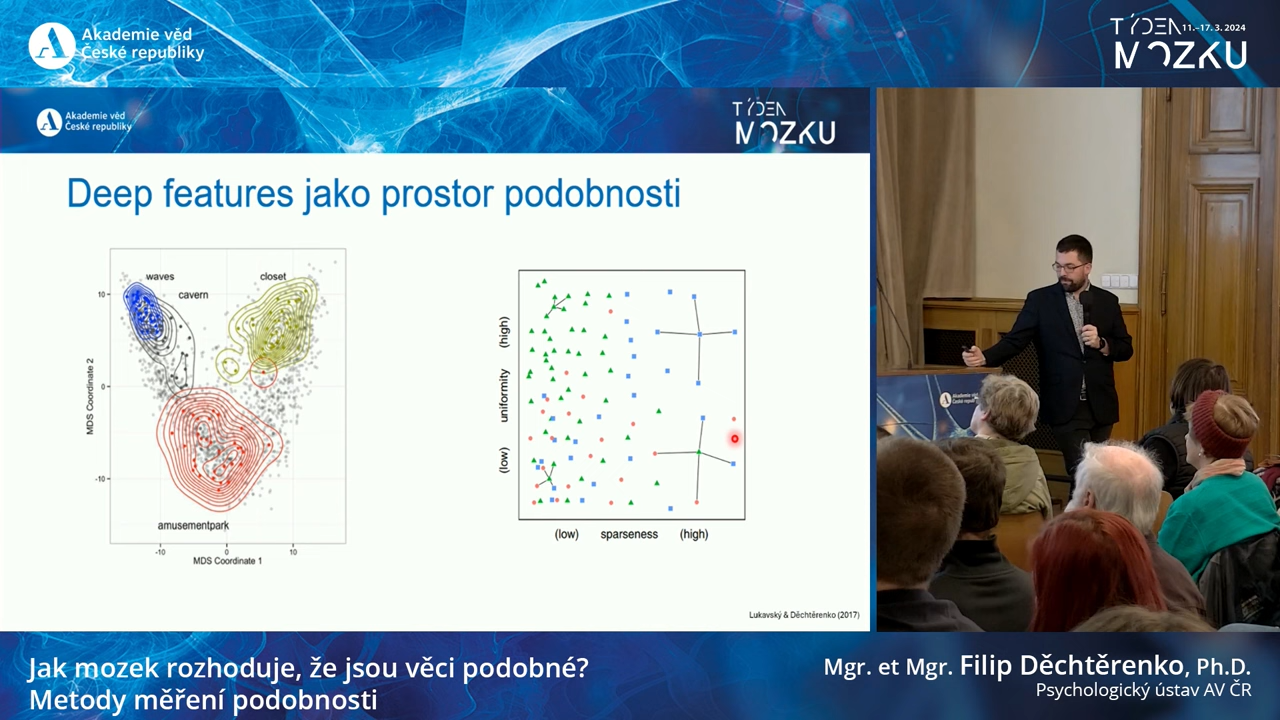 Akademie věd
České republiky
TÝDEN 11.–17. 3. 2024
MOZKU
Akademie věd
České republiky
TÝDEN
MOZKU
Deep features jako prostor podobnosti
waves
closet
cavern
10
0
-10
MDS Coordinate 2
amusementpark
-10 0 10
MDS Coordinate 1
(low) uniformity (high)
(low) sparseness (high)
Lukavský & Děchtěrenko (2017)
Jak mozek rozhoduje, že jsou věci podobné?
Metody měření podobnosti
Mgr. et Mgr. Filip Děchtěrenko, Ph.D.
Psychologický ústav AV ČR